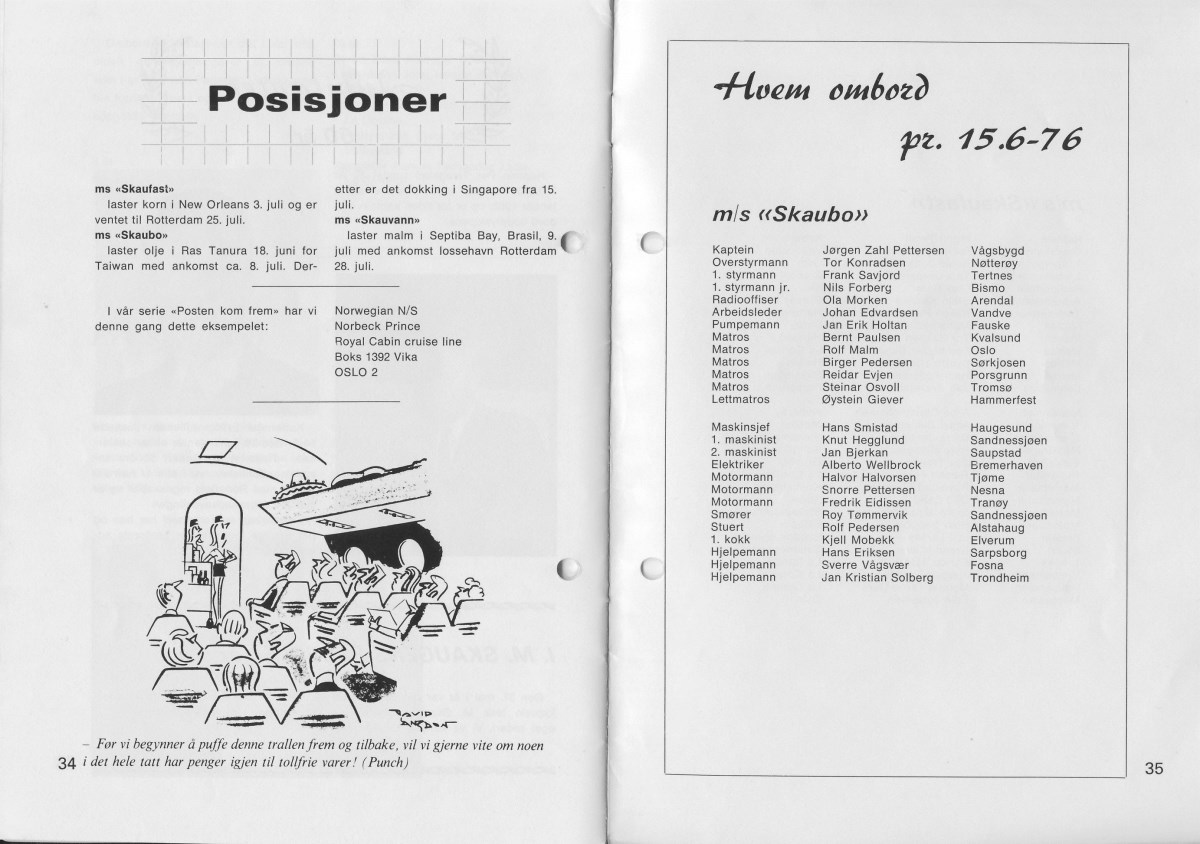 Posisjoner
ms «Skaufast»
laster korn i New Orleans 3. juli og er
ventet til Rotterdam 25. juli.
ms «Skaubo»
laster olje i Ras Tanura 18. juni for
Taiwan med ankomst ca. 8. juli. Der-
etter er det dokking i Singapore fra 15.
juli.
ms «Skauvann»
laster malm i Septiba Bay, Brasil, 9.
juli med ankomst lossehavn Rotterdam
28. juli.
I vår serie «Posten kom frem» har vi
denne gang dette eksempelet:
Norwegian N/S
Norbeck Prince
Royal Cabin cruise line
Boks 1392 Vika
OSLO 2
DAVID
LANGDON
– Før vi begynner å puffe denne trallen frem og tilbake, vil vi gjerne vite om noen
i det hele tatt har penger igjen til tollfrie varer! (Punch)
34
Hvem ombord
pr. 15.6-76
m/s «Skaubo»
Kaptein Jørgen Zahl Pettersen Vågsbygd
Overstyrmann Tor Konradsen Nøtterøy
1. styrmann Frank Savjord Tertnes
1. styrmann jr. Nils Forberg Bismo
Radiooffiser Ola Morken Arendal
Arbeidsleder Johan Edvardsen Vandve
Pumpemann Jan Erik Holtan Fauske
Matros Bernt Paulsen Kvalsund
Matros Rolf Malm Oslo
Matros Birger Pedersen Sørkjosen
Matros Reidar Evjen Porsgrunn
Matros Steinar Osvoll Tromsø
Lettmatros Øystein Giever Hammerfest
Maskinsjef Hans Smistad Haugesund
1. maskinist Knut Hegglund Sandnessjøen
2. maskinist Jan Bjerkan Saupstad
Elektriker Alberto Wellbrock Bremerhaven
Motormann Halvor Halvorsen Tjøme
Motormann Snorre Pettersen Nesna
Motormann Fredrik Eidissen Tranøy
Smører Roy Tømmervik Sandnessjøen
Stuert Rolf Pedersen Alstahaug
1. kokk Kjell Mobekk Elverum
Hjelpemann Hans Eriksen Sarpsborg
Hjelpemann Sverre Vågsvær Fosna
Hjelpemann Jan Kristian Solberg Trondheim
35